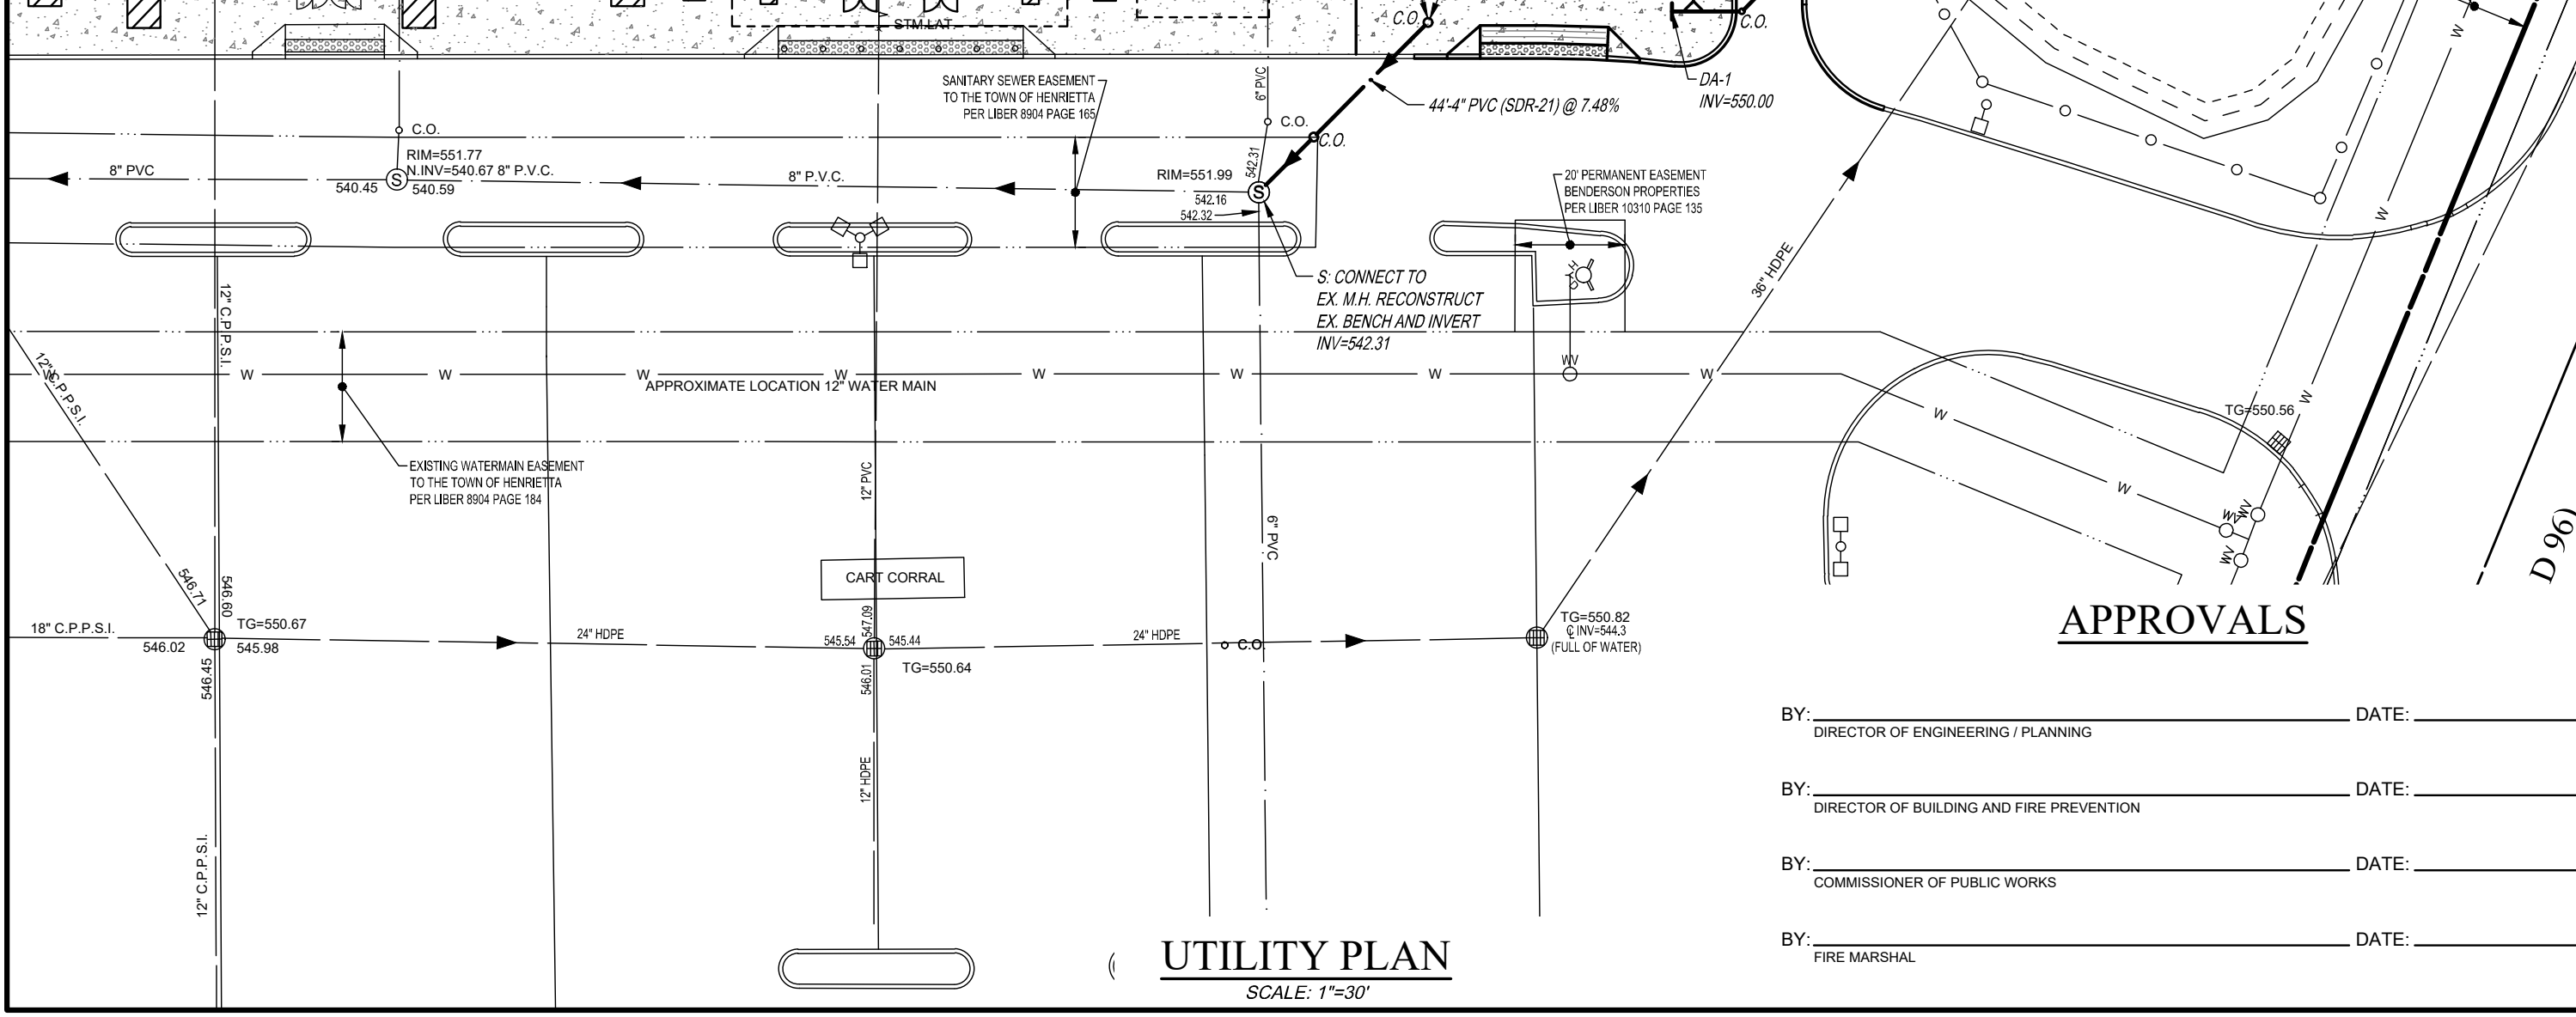 STM.LAT
C.O.
C.O.
DA-1
INV=550.00
44'-4" PVC (SDR-21) @ 7.48%
SANITARY SEWER EASEMENT
TO THE TOWN OF HENRIETTA
PER LIBER 8904 PAGE 165
6" PVC
C.O.
C.O.
C.O.
RIM=551.77
N.INV=540.67 8" P.V.C.
8" PVC
540.45
540.59
8" P.V.C.
RIM=551.99
542.31
S
S
542.16
542.32
20' PERMANENT EASEMENT
BENDERSON PROPERTIES
PER LIBER 10310 PAGE 135
HYD
S: CONNECT TO
EX. M.H. RECONSTRUCT
EX. BENCH AND INVERT
INV=542.31
36" HDPE
12" C.P.P.S.I.
12" C.P.P.S.I.
W
W
W
W
W
W
W
W
W
WV
APPROXIMATE LOCATION 12" WATER MAIN
EXISTING WATERMAIN EASEMENT
TO THE TOWN OF HENRIETTA
PER LIBER 8904 PAGE 184
12" PVC
6" PVC
W
W
W
W
W
W
TG=550.56
WV
WV
WV
D 96)
CART CORRAL
546.71
546.60
18" C.P.P.S.I.
546.02
TG=550.67
545.98
546.45
24" HDPE
547.09
545.54
545.44
546.01
TG=550.64
24" HDPE
C.O.
TG=550.82
℄ INV=544.3
(FULL OF WATER)
12" C.P.P.S.I.
12" HDPE
UTILITY PLAN
SCALE: 1"=30'
APPROVALS
BY: DATE:
DIRECTOR OF ENGINEERING / PLANNING
BY: DATE:
DIRECTOR OF BUILDING AND FIRE PREVENTION
BY: DATE:
COMMISSIONER OF PUBLIC WORKS
BY: DATE:
FIRE MARSHAL